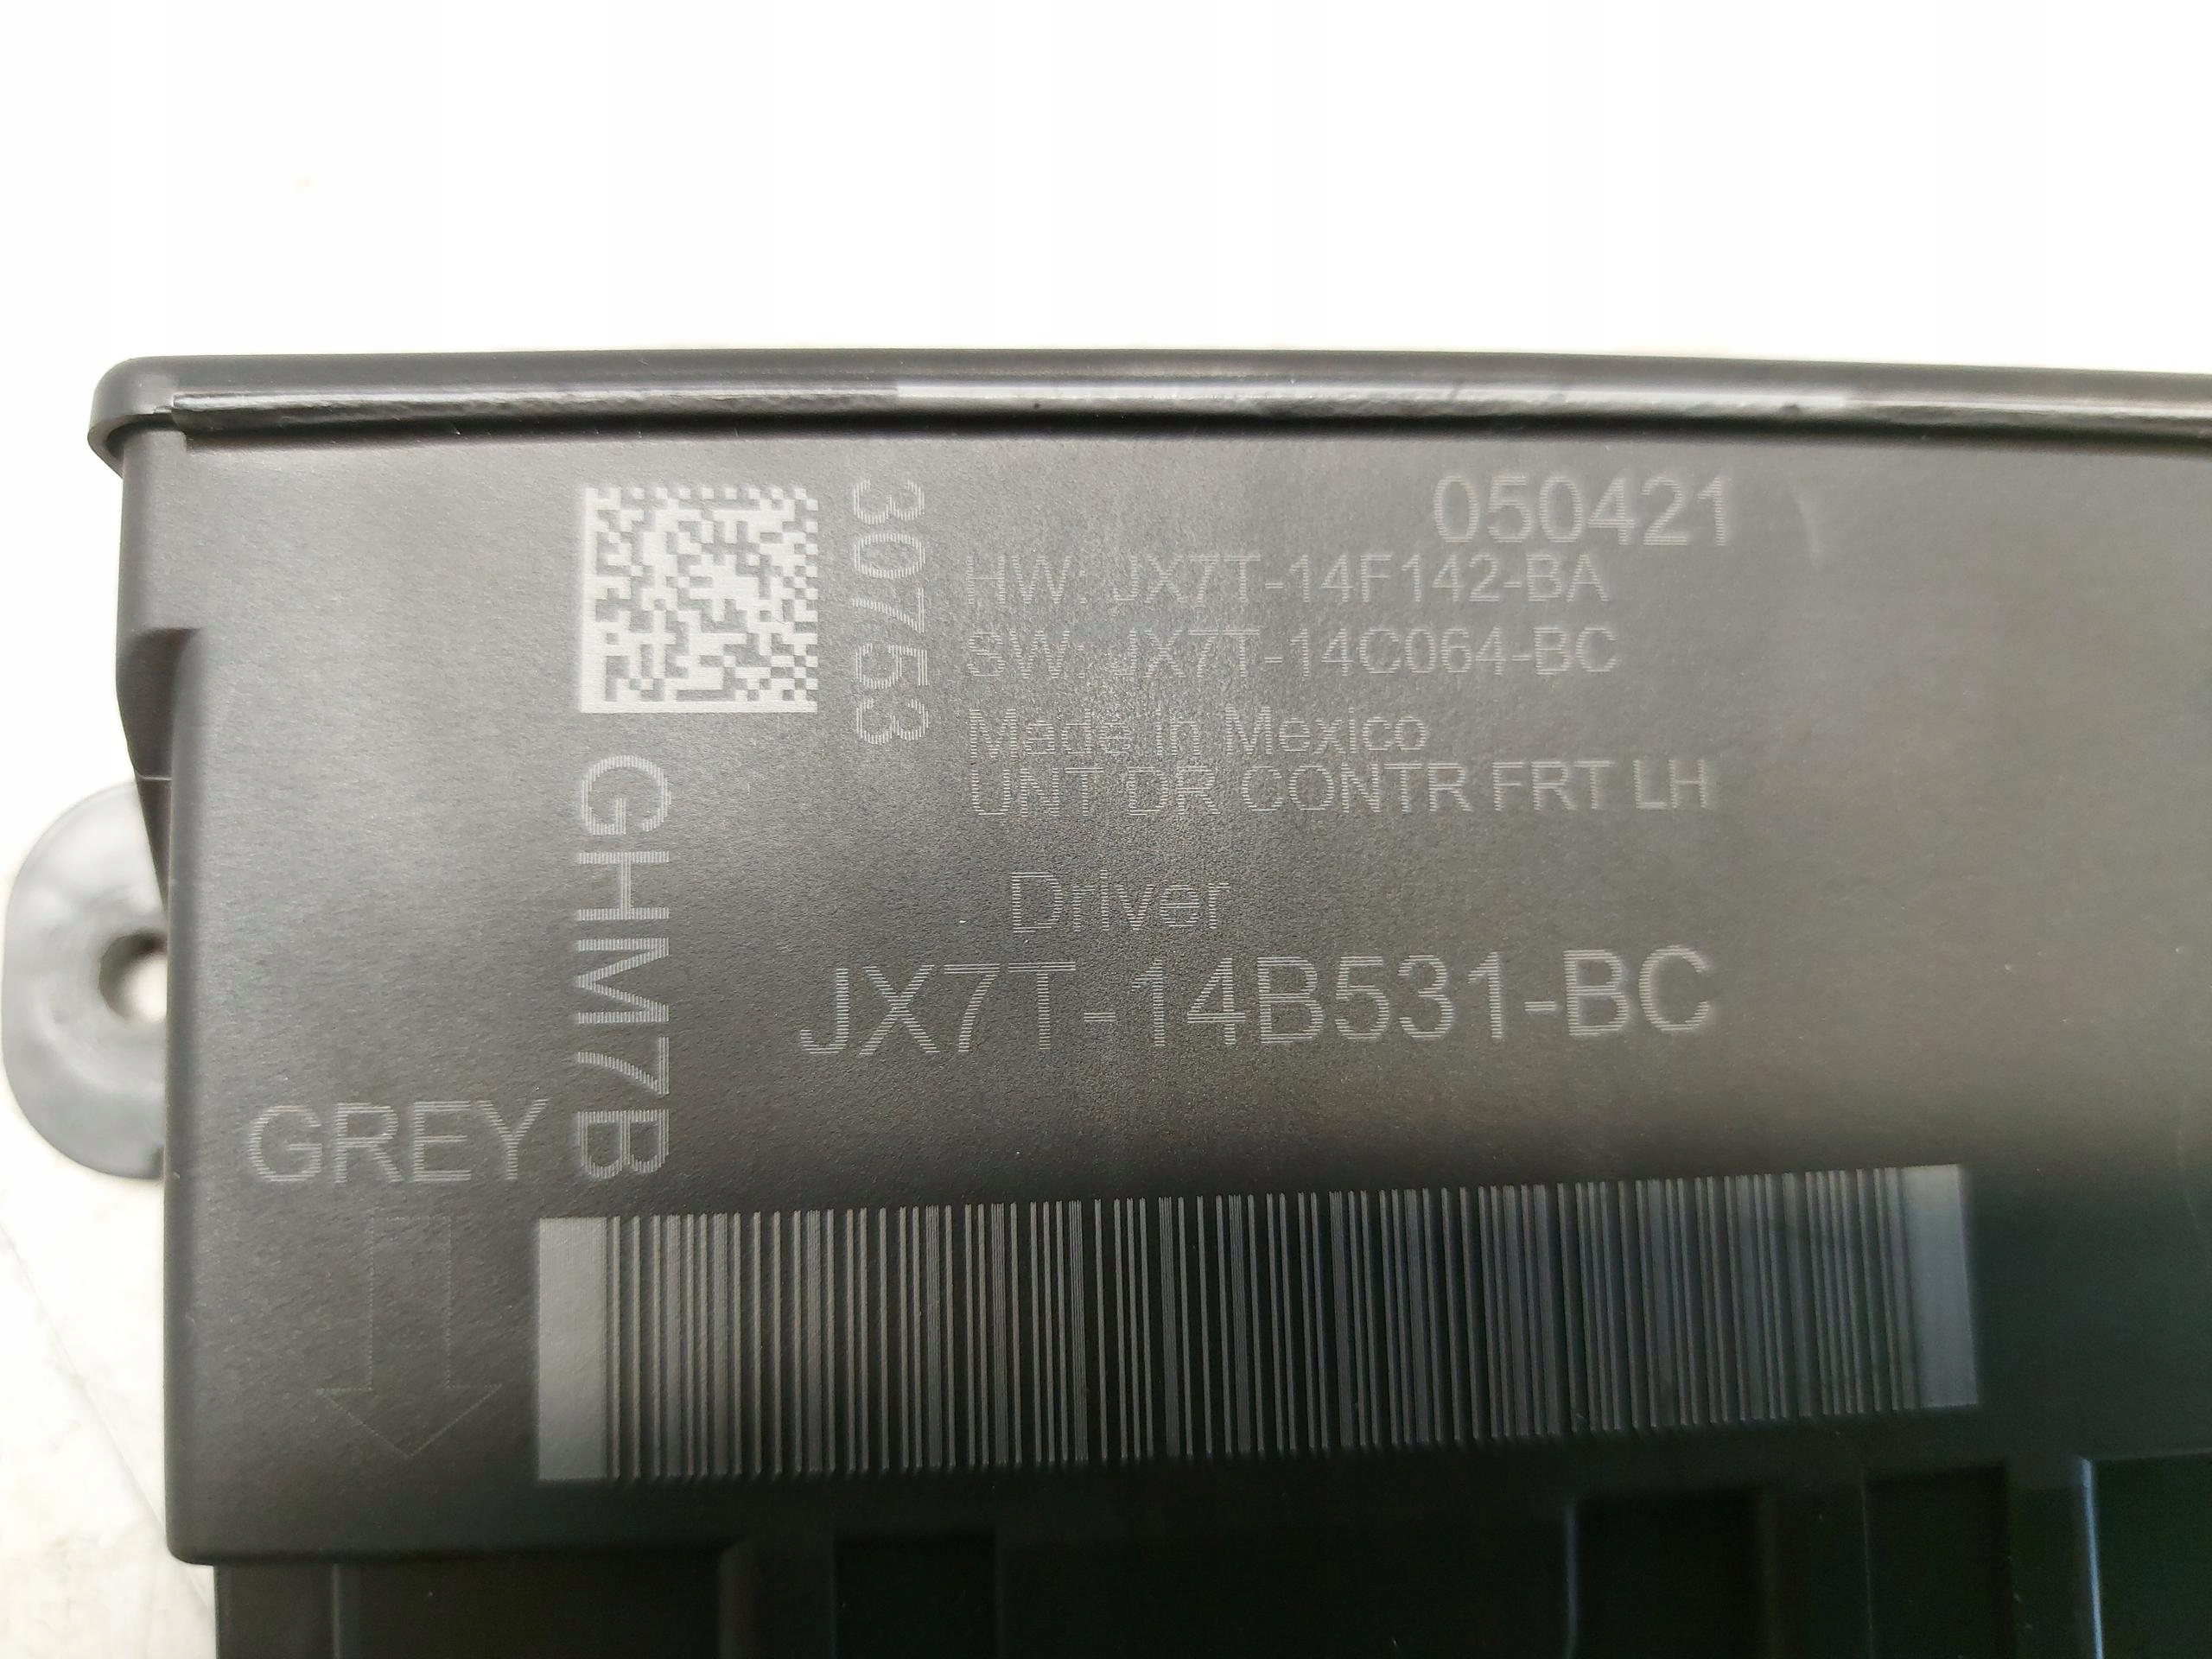 050421
30753
HW: JX7T-14F142-BA
SW: JX7T-14C064-BC
Made in Mexico
UNT DR CONTR FRT LH
GHM7B
Driver
JX7T-14B531-BC
GREY